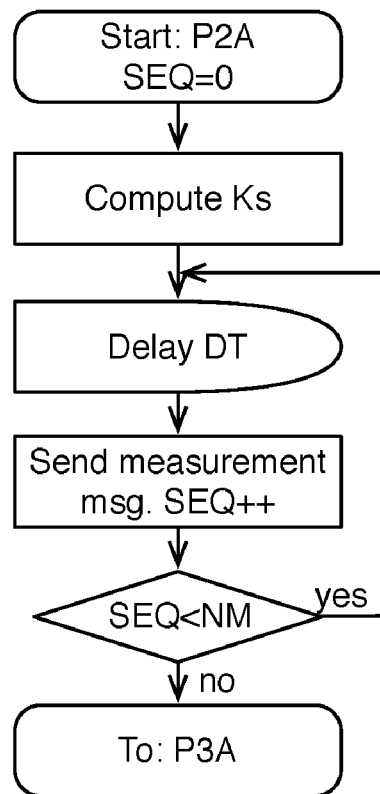 Start: P2A
SEQ=0
Compute Ks
Delay DT
Send measurement
msg. SEQ++
SEQ<NM
yes
no
To: P3A